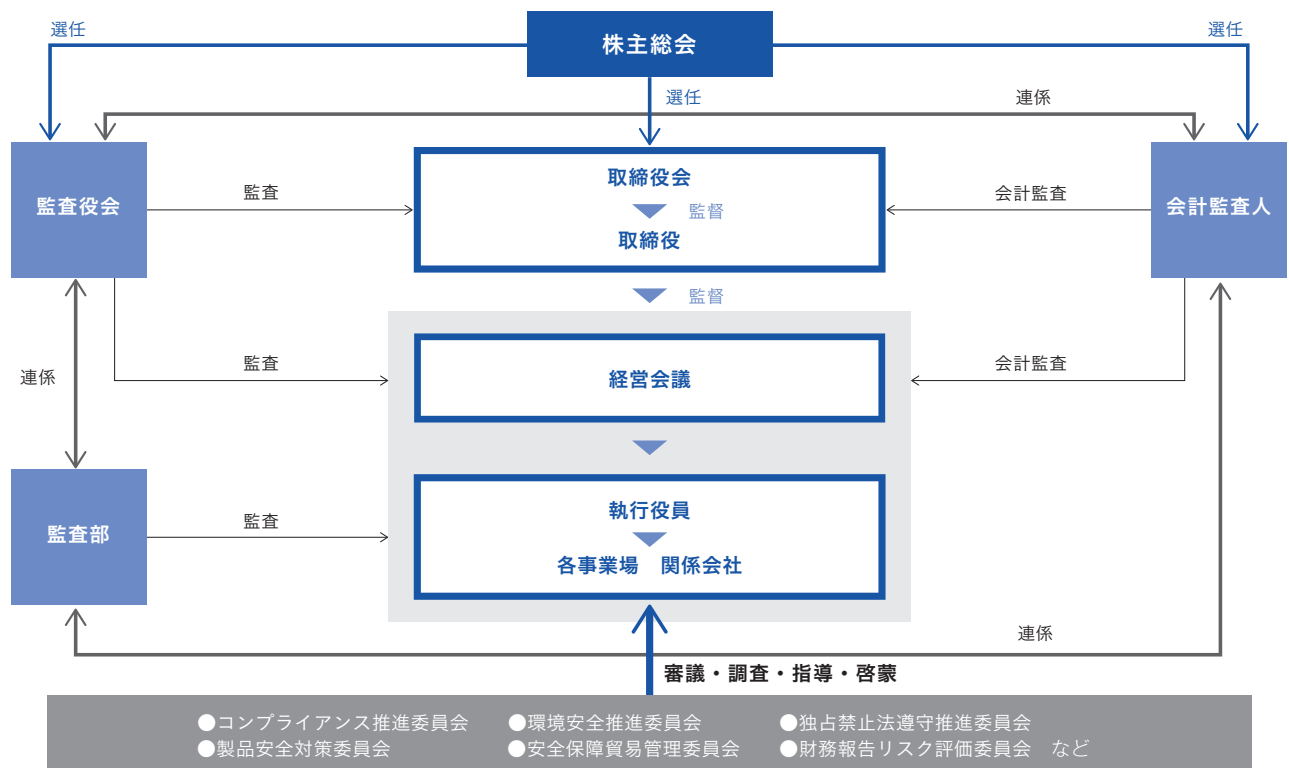 選任
株主総会
選任
選任
連係
監査役会
監査
取締役会
監督
取締役
会計監査
会計監査人
監督
連係
監査
経営会議
会計監査
監査部
監査
執行役員
各事業場　関係会社
連係
審議・調査・指導・啓蒙
●コンプライアンス推進委員会　●環境安全推進委員会　●独占禁止法遵守推進委員会
●製品安全対策委員会　●安全保障貿易管理委員会　●財務報告リスク評価委員会　など